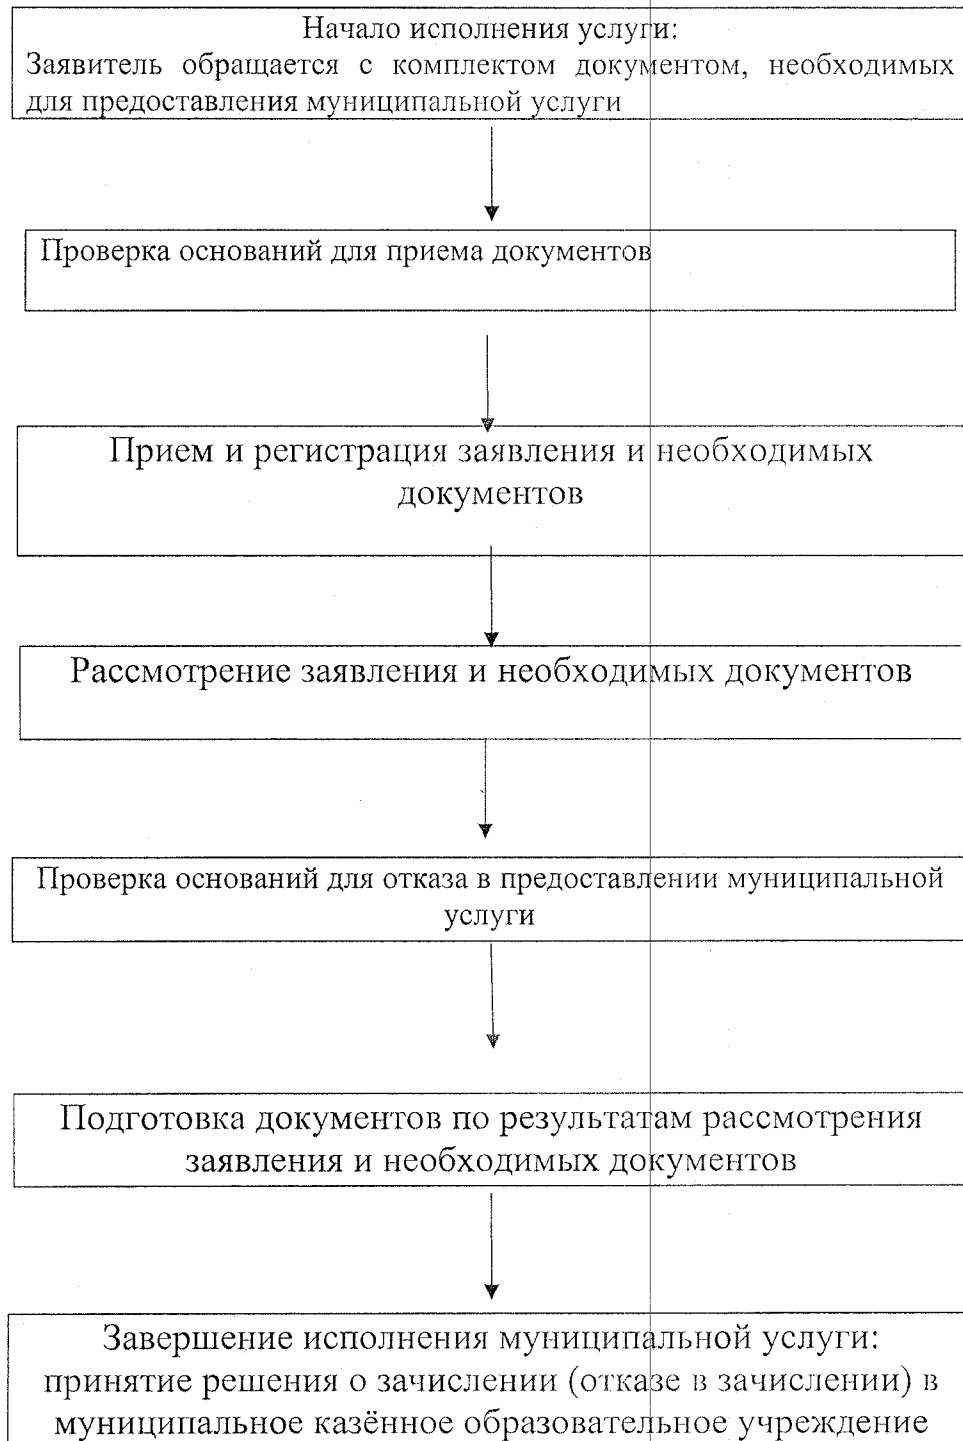 Начало исполнения услуги:
Заявитель обращается с комплектом документом, необходимых
для предоставления муниципальной услуги
Проверка оснований для приема документов
Прием и регистрация заявления и необходимых
документов
Рассмотрение заявления и необходимых документов
Проверка оснований для отказа в предоставлении муниципальной
услуги
Подготовка документов по результатам рассмотрения
заявления и необходимых документов
Завершение исполнения муниципальной услуги:
принятие решения о зачислении (отказе в зачислении) в
муниципальное казённое образовательное учреждение